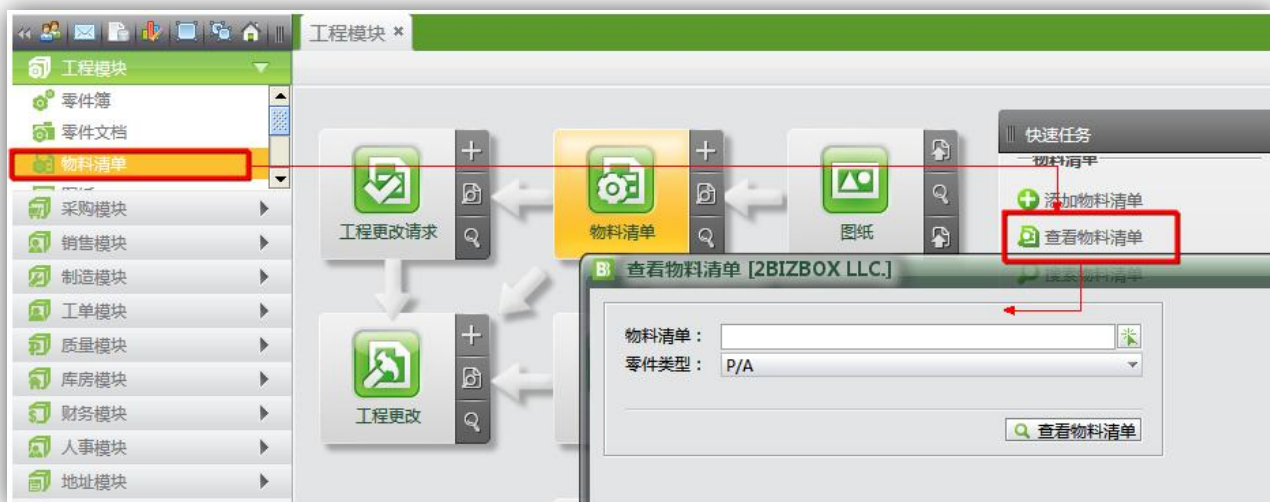 工程模块
工程模块
零件簿
零件文档
物料清单
采购模块
销售模块
制造模块
工单模块
质量模块
库房模块
财务模块
人事模块
地址模块
工程更改请求
物料清单
图纸
工程更改
快速任务
物料清单
添加物料清单
查看物料清单
搜索物料清单
查看物料清单 [2BIZBOX LLC.]
物料清单：
零件类型： P/A
查看物料清单